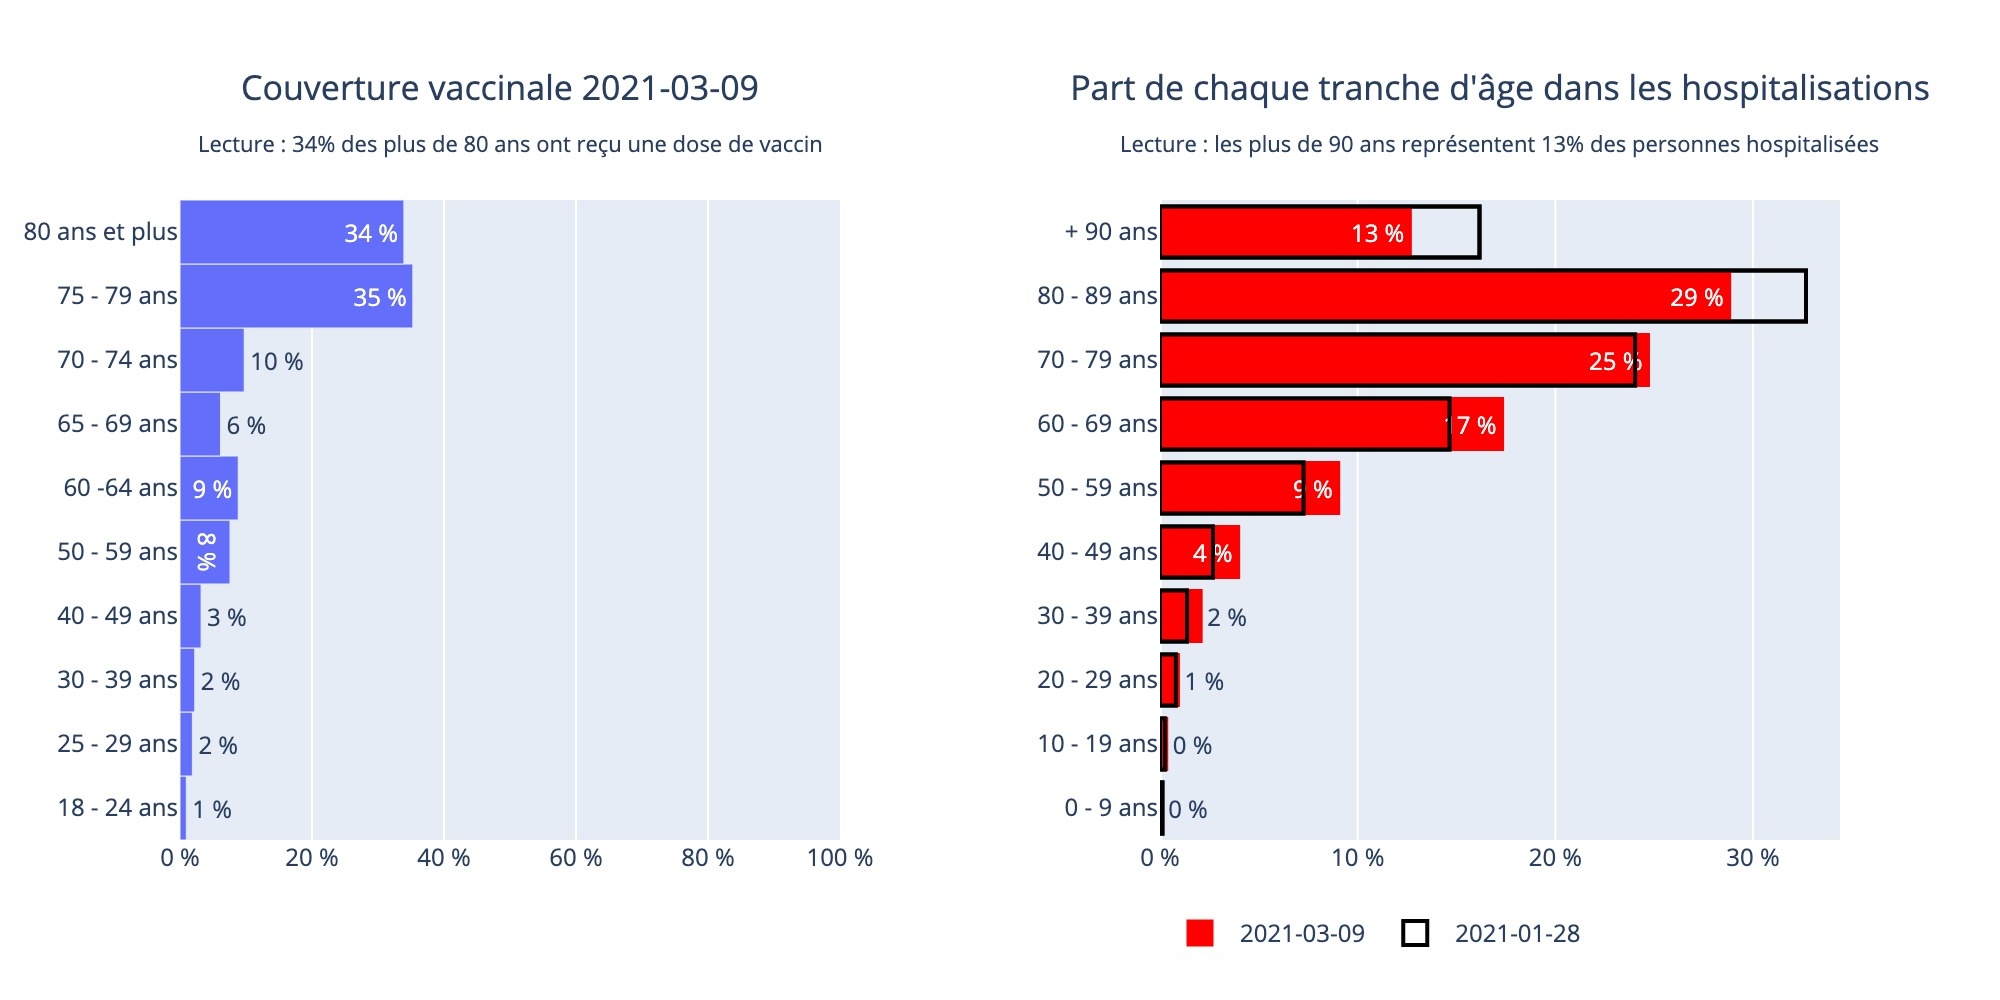 Couverture vaccinale 2021-03-09
Lecture : 34% des plus de 80 ans ont reçu une dose de vaccin
80 ans et plus 34 %
75 - 79 ans 35 %
70 - 74 ans 10 %
65 - 69 ans 6 %
60 -64 ans 9 %
50 - 59 ans 8 %
40 - 49 ans 3 %
30 - 39 ans 2 %
25 - 29 ans 2 %
18 - 24 ans 1 %
0 % 20 % 40 % 60 % 80 % 100 %
Part de chaque tranche d'âge dans les hospitalisations
Lecture : les plus de 90 ans représentent 13% des personnes hospitalisées
+ 90 ans 13 %
80 - 89 ans 29 %
70 - 79 ans 25 %
60 - 69 ans 17 %
50 - 59 ans 9 %
40 - 49 ans 4 %
30 - 39 ans 2 %
20 - 29 ans 1 %
10 - 19 ans 0 %
0 - 9 ans 0 %
0 % 10 % 20 % 30 %
2021-03-09 2021-01-28